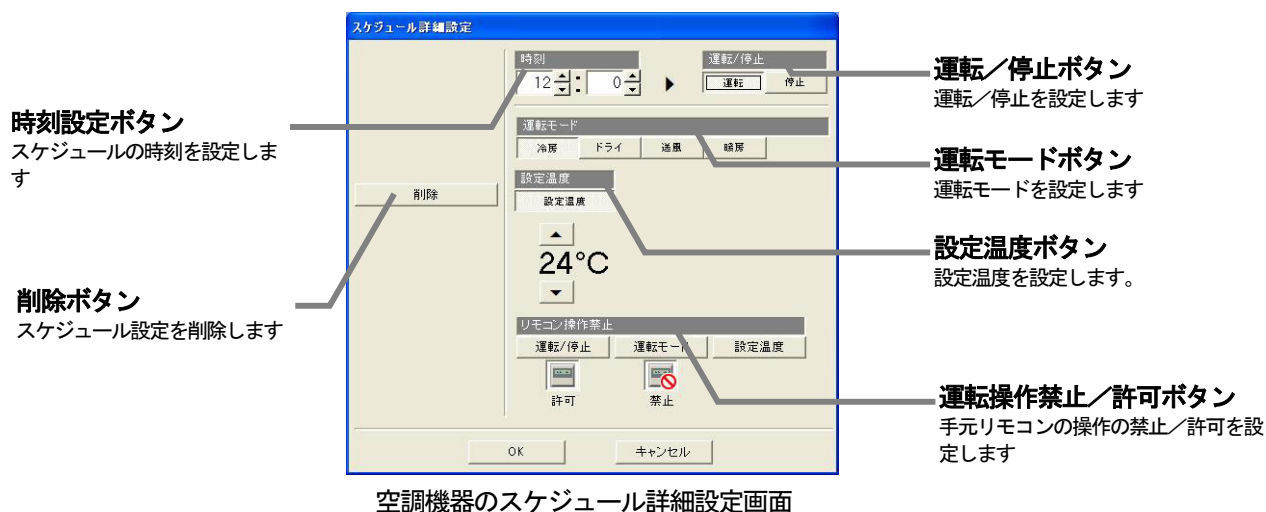 スケジュール詳細設定
時刻
運転/停止
12 : 0
運転
停止
運転モード
冷房
ドライ
送風
暖房
設定温度
設定温度
24°C
削除
リモコン操作禁止
運転/停止
運転モード
設定温度
許可
禁止
OK
キャンセル
時刻設定ボタン
スケジュールの時刻を設定しま
す
削除ボタン
スケジュール設定を削除します
運転／停止ボタン
運転／停止を設定します
運転モードボタン
運転モードを設定します
設定温度ボタン
設定温度を設定します。
運転操作禁止／許可ボタン
手元リモコンの操作の禁止／許可を設
定します
空調機器のスケジュール詳細設定画面